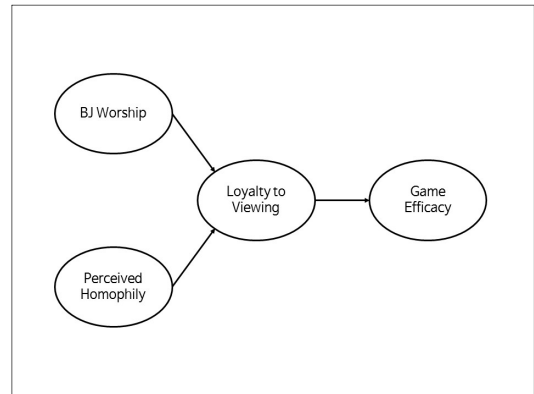 BJ Worship
Loyalty to
Viewing
Game
Efficacy
Perceived
Homophily